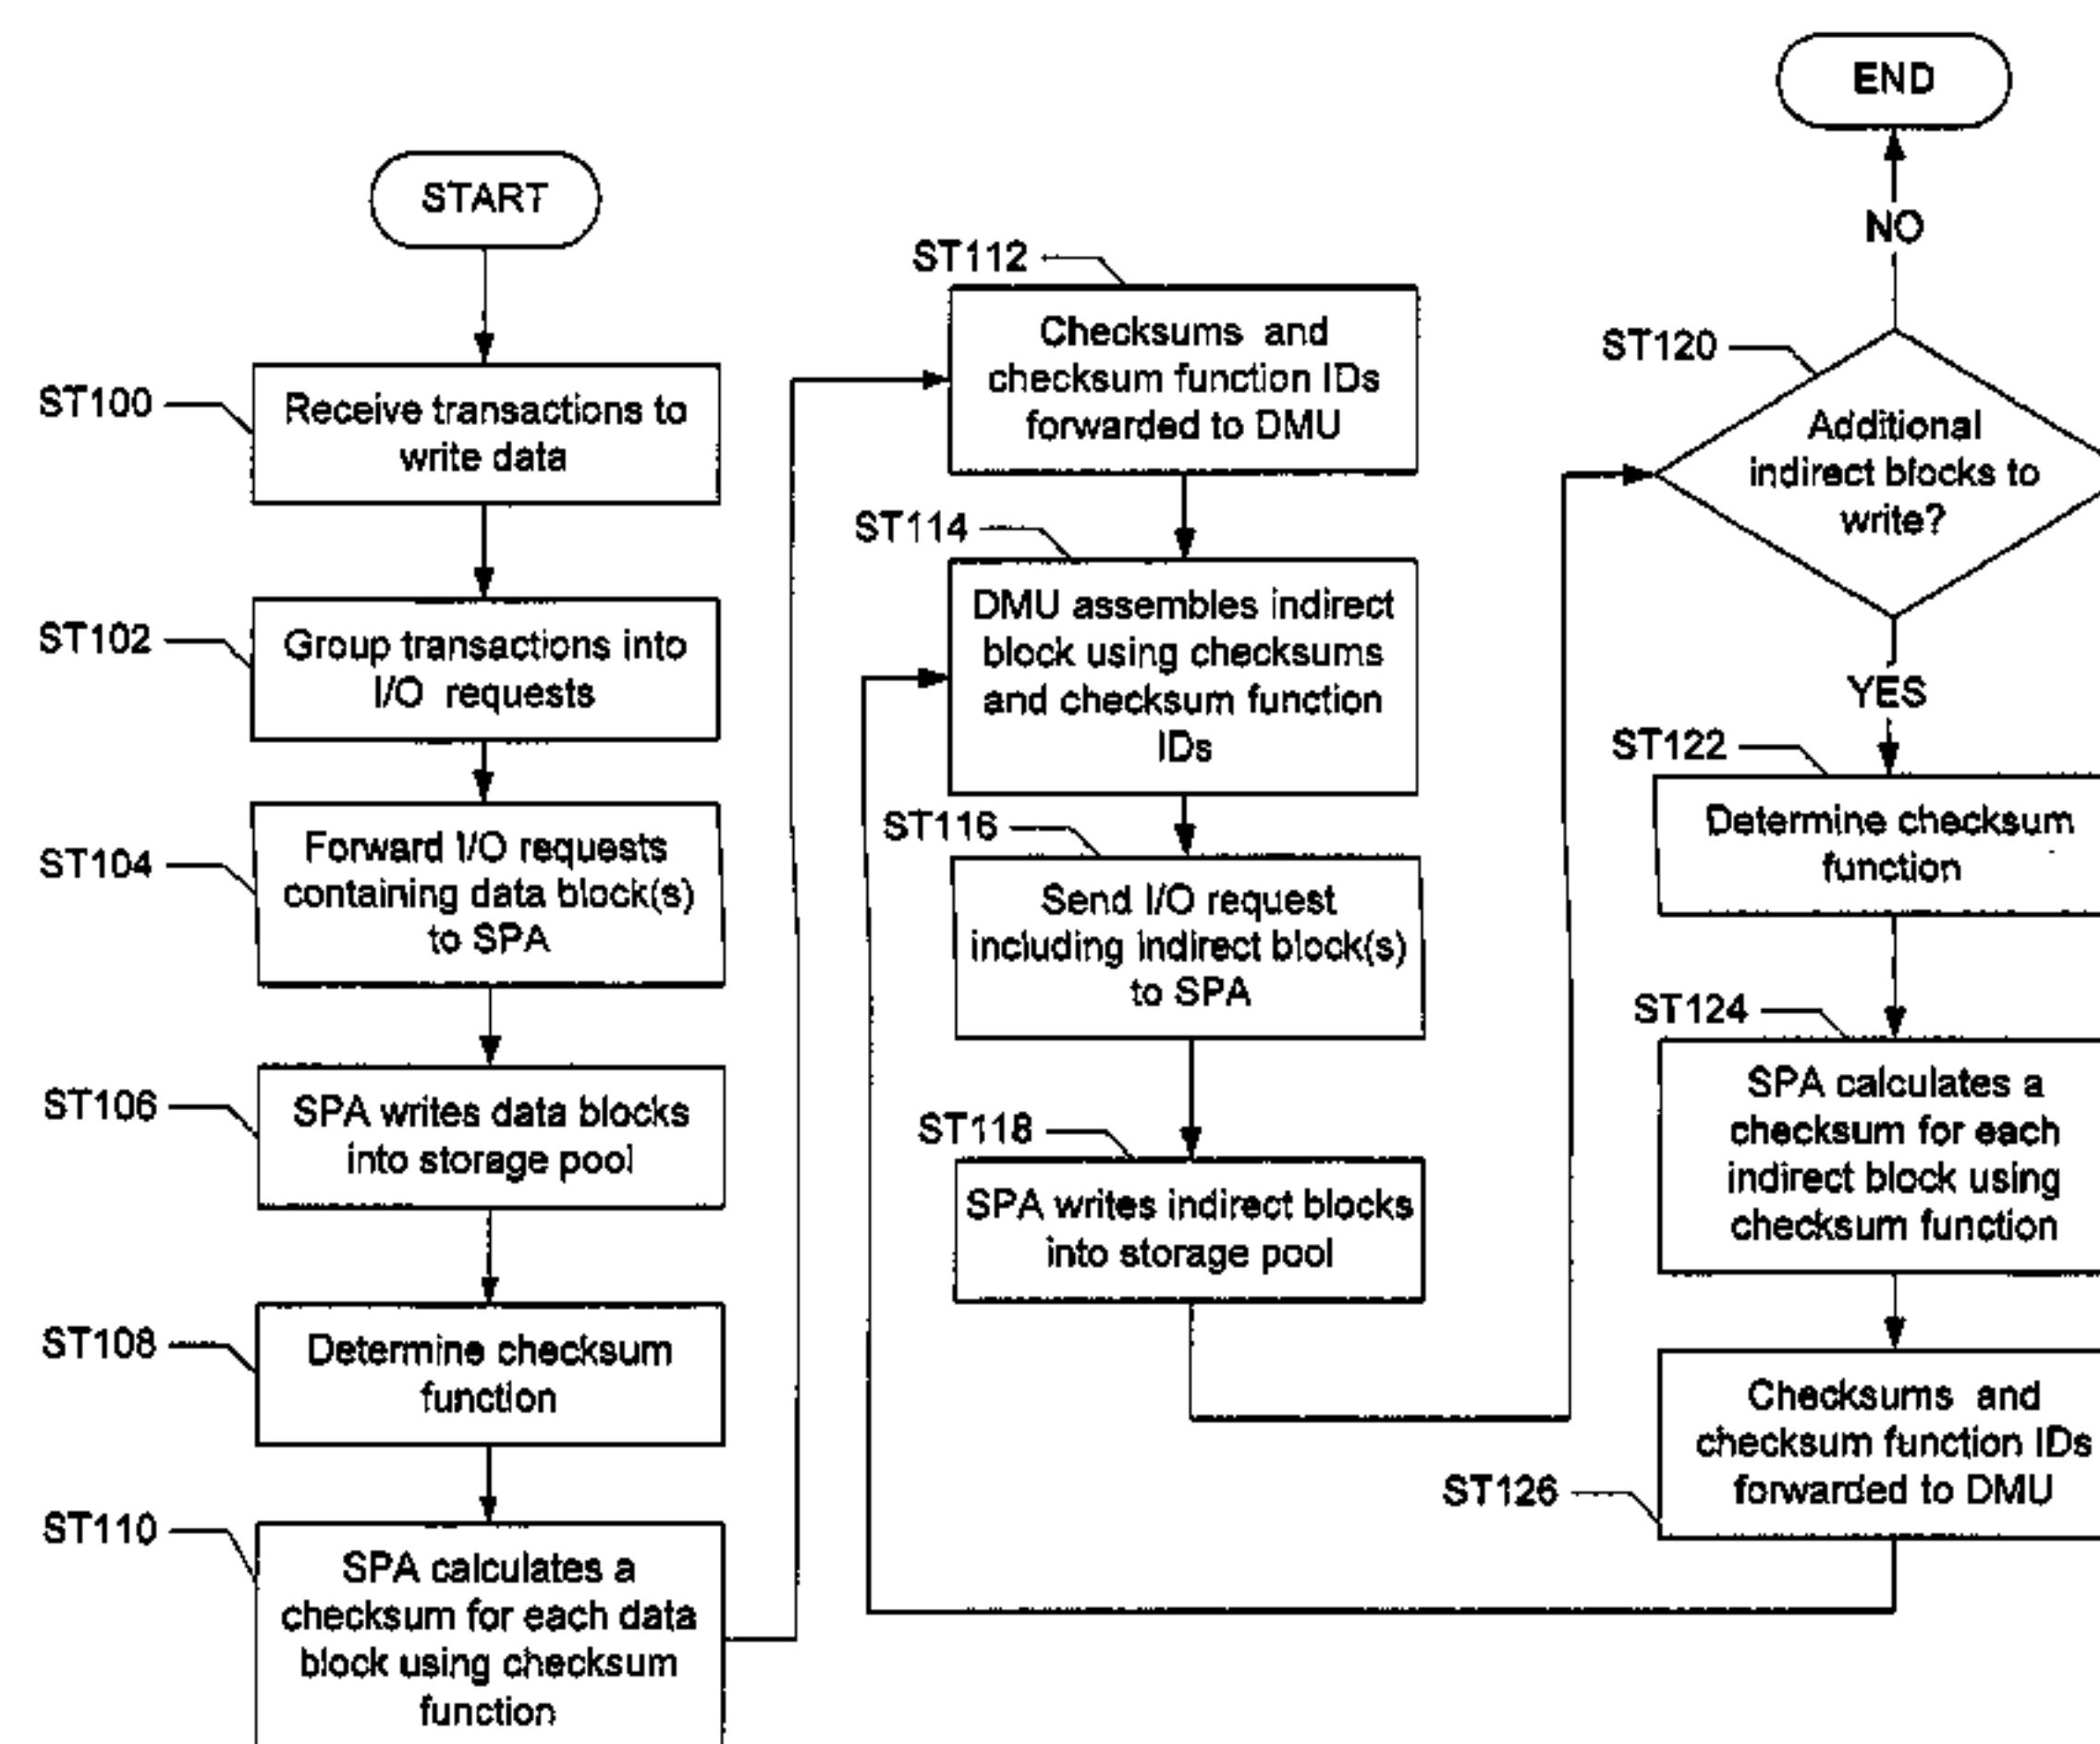 START
ST100
Receive transactions to
write data
ST102
Group transactions into
I/O requests
ST104
Forward I/O requests
containing data block(s)
to SPA
ST106
SPA writes data blocks
into storage pool
ST108
Determine checksum
function
ST110
SPA calculates a
checksum for each data
block using checksum
function
ST112
Checksums and
checksum function IDs
forwarded to DMU
ST114
DMU assembles indirect
block using checksums
and checksum function
IDs
ST116
Send I/O request
including indirect block(s)
to SPA
ST118
SPA writes indirect blocks
into storage pool
END
NO
ST120
Additional
indirect blocks to
write?
YES
ST122
Determine checksum
function
ST124
SPA calculates a
checksum for each
indirect block using
checksum function
ST126
Checksums and
checksum function IDs
forwarded to DMU